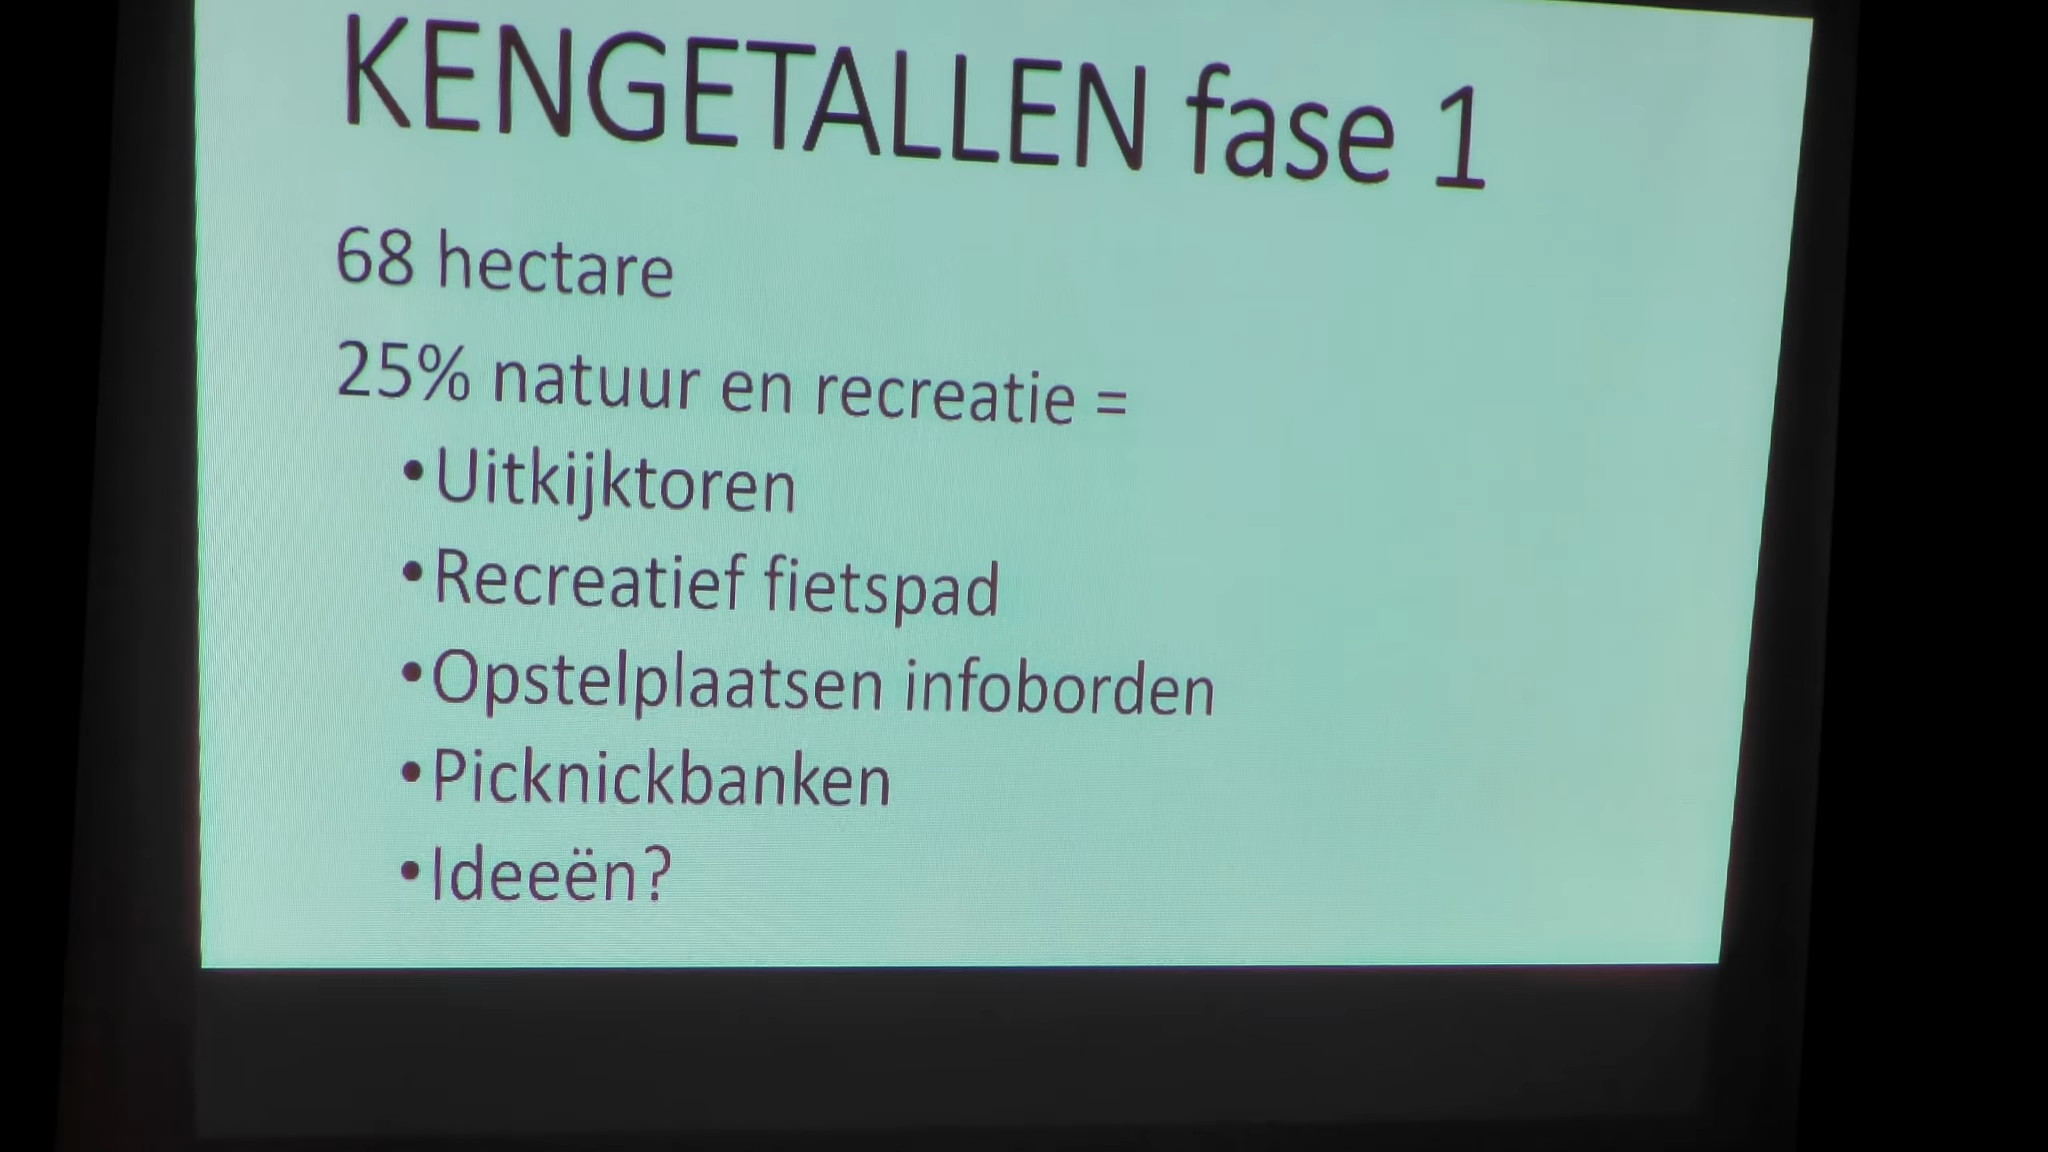 KENGETALLEN fase 1
68 hectare
25% natuur en recreatie =
•Uitkijktoren
•Recreatief fietspad
•Opstelplaatsen infoborden
•Picknickbanken
•Ideeën?